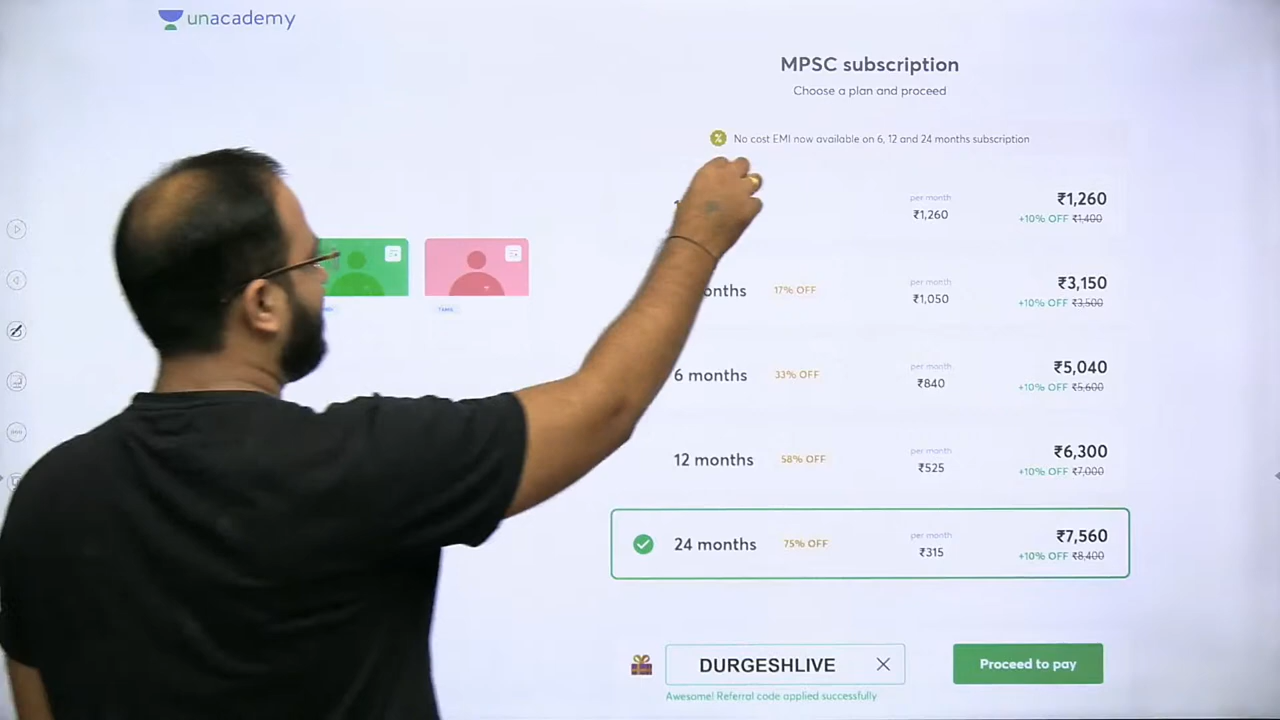 unacademy
MPSC subscription
Choose a plan and proceed
No cost EMI now available on 6, 12 and 24 months subscription
per month
₹1,260
₹1,260
+10% OFF ₹1,400
17% OFF
per month
₹1,050
₹3,150
+10% OFF ₹3,500
6 months
33% OFF
per month
₹840
₹5,040
+10% OFF ₹5,600
12 months
58% OFF
per month
₹525
₹6,300
+10% OFF ₹7,000
24 months
75% OFF
per month
₹315
₹7,560
+10% OFF ₹8,400
DURGESHLIVE
Proceed to pay
Awesome! Referral code applied successfully